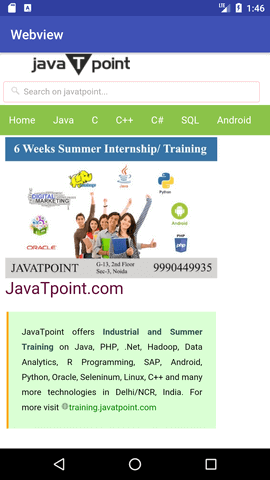 LTE 1:46
Webview
javaTpoint
Search on javatpoint...
Home Java C C++ C# SQL Android
6 Weeks Summer Internship/ Training
php
Java
Python
DIGITAL
MARKETING
Android
ORACLE
PHP
JAVATPOINT G-13, 2nd Floor 9990449935
Sec-3, Noida
JavaTpoint.com
JavaTpoint offers Industrial and Summer
Training on Java, PHP, .Net, Hadoop, Data
Analytics, R Programming, SAP, Android,
Python, Oracle, Seleninum, Linux, C++ and many
more technologies in Delhi/NCR, India. For
more visit training.javatpoint.com